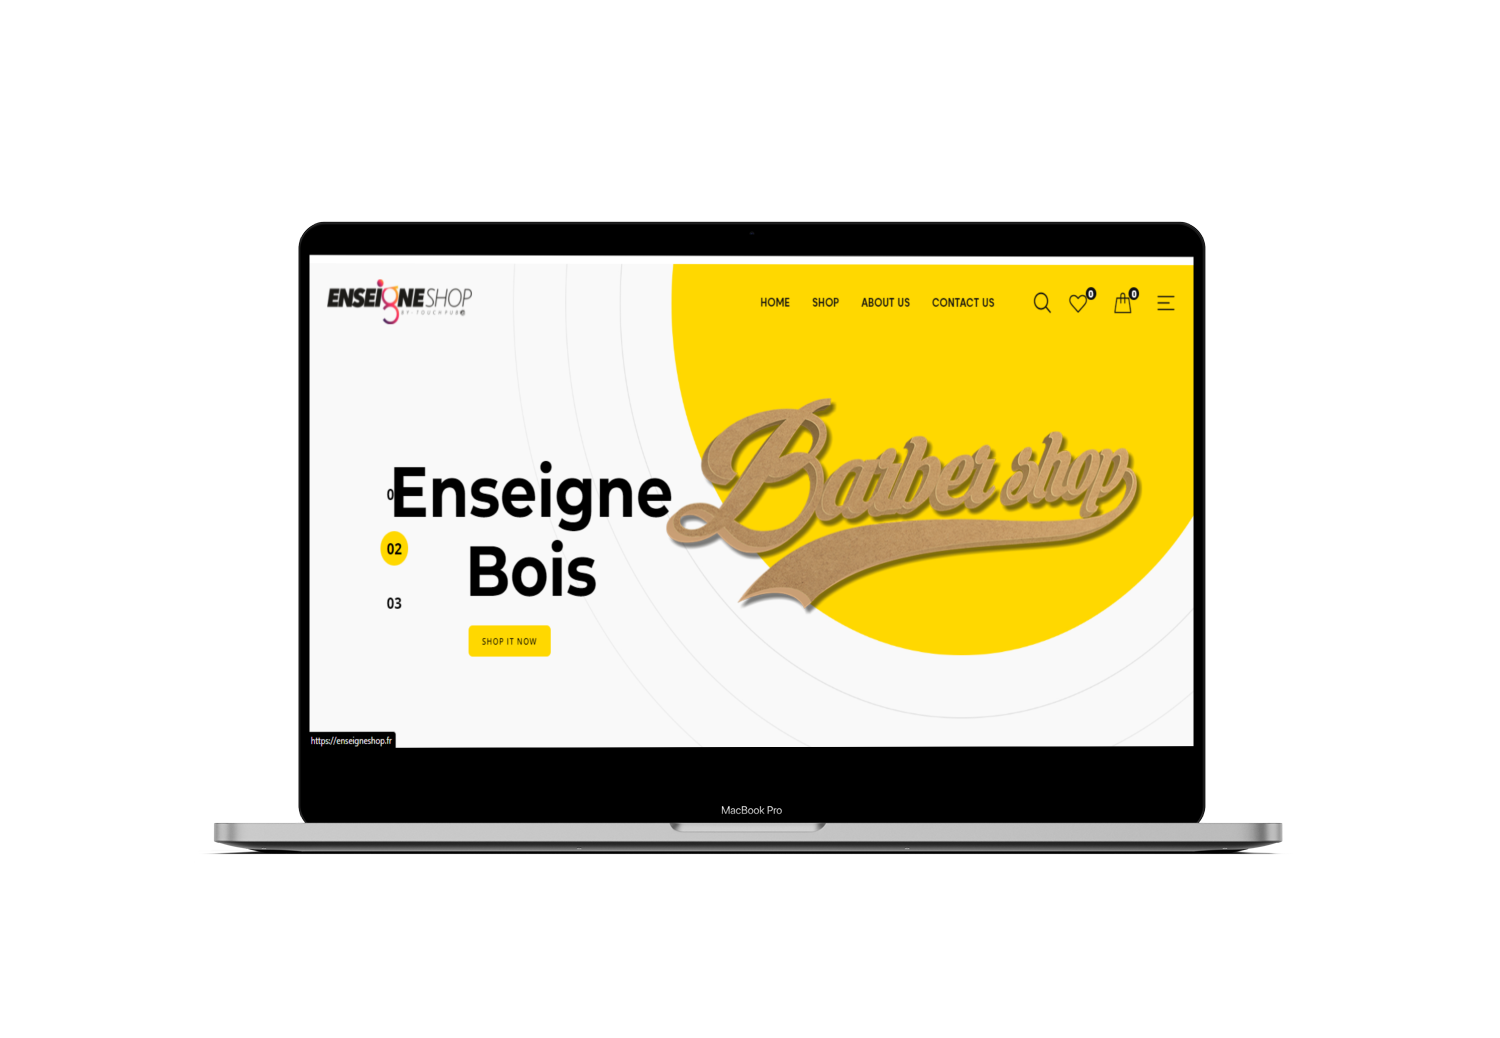 ENSEIGNESHOP
BY-TOUCHPUB
HOME SHOP ABOUT US CONTACT US 0 0
Barber shop
0
Enseigne
02
Bois
03
SHOP IT NOW
https://enseigneshop.fr
MacBook Pro